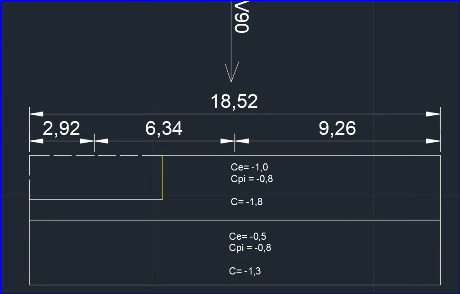 V90
18,52
2,92 6,34 9,26
Ce= -1,0
Cpi = -0,8
C= -1,8
Ce= -0,5
Cpi = -0,8
C= -1,3